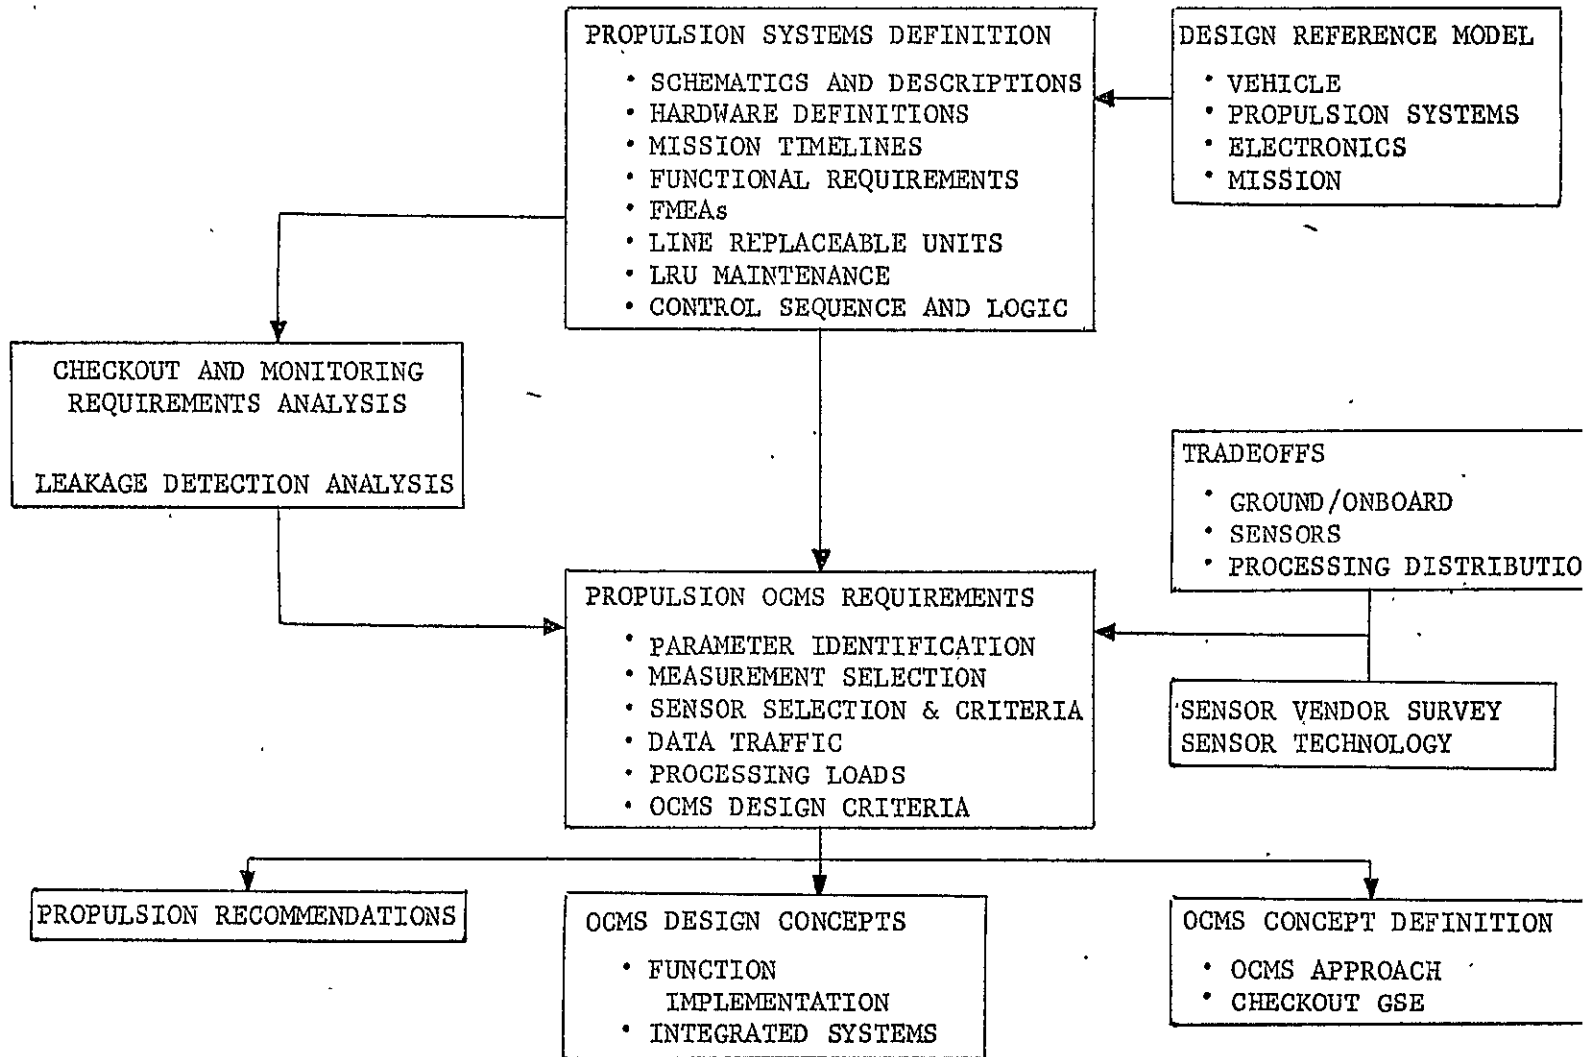 PROPULSION SYSTEMS DEFINITION
• SCHEMATICS AND DESCRIPTIONS
• HARDWARE DEFINITIONS
• MISSION TIMELINES
• FUNCTIONAL REQUIREMENTS
• FMEAs
• LINE REPLACEABLE UNITS
• LRU MAINTENANCE
• CONTROL SEQUENCE AND LOGIC
DESIGN REFERENCE MODEL
• VEHICLE
• PROPULSION SYSTEMS
• ELECTRONICS
• MISSION
CHECKOUT AND MONITORING
REQUIREMENTS ANALYSIS
LEAKAGE DETECTION ANALYSIS
TRADEOFFS
• GROUND/ONBOARD
• SENSORS
• PROCESSING DISTRIBUTIO
PROPULSION OCMS REQUIREMENTS
• PARAMETER IDENTIFICATION
• MEASUREMENT SELECTION
• SENSOR SELECTION & CRITERIA
• DATA TRAFFIC
• PROCESSING LOADS
• OCMS DESIGN CRITERIA
SENSOR VENDOR SURVEY
SENSOR TECHNOLOGY
PROPULSION RECOMMENDATIONS
OCMS DESIGN CONCEPTS
• FUNCTION
IMPLEMENTATION
• INTEGRATED SYSTEMS
OCMS CONCEPT DEFINITION
• OCMS APPROACH
• CHECKOUT GSE